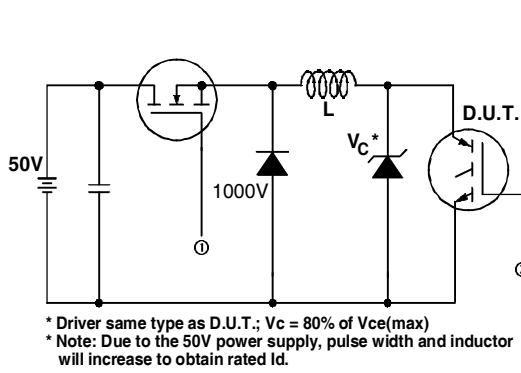 L
D.U.T.
VC*
50V
1000V
①
* Driver same type as D.U.T.; Vc = 80% of Vce(max)
* Note: Due to the 50V power supply, pulse width and inductor
will increase to obtain rated Id.